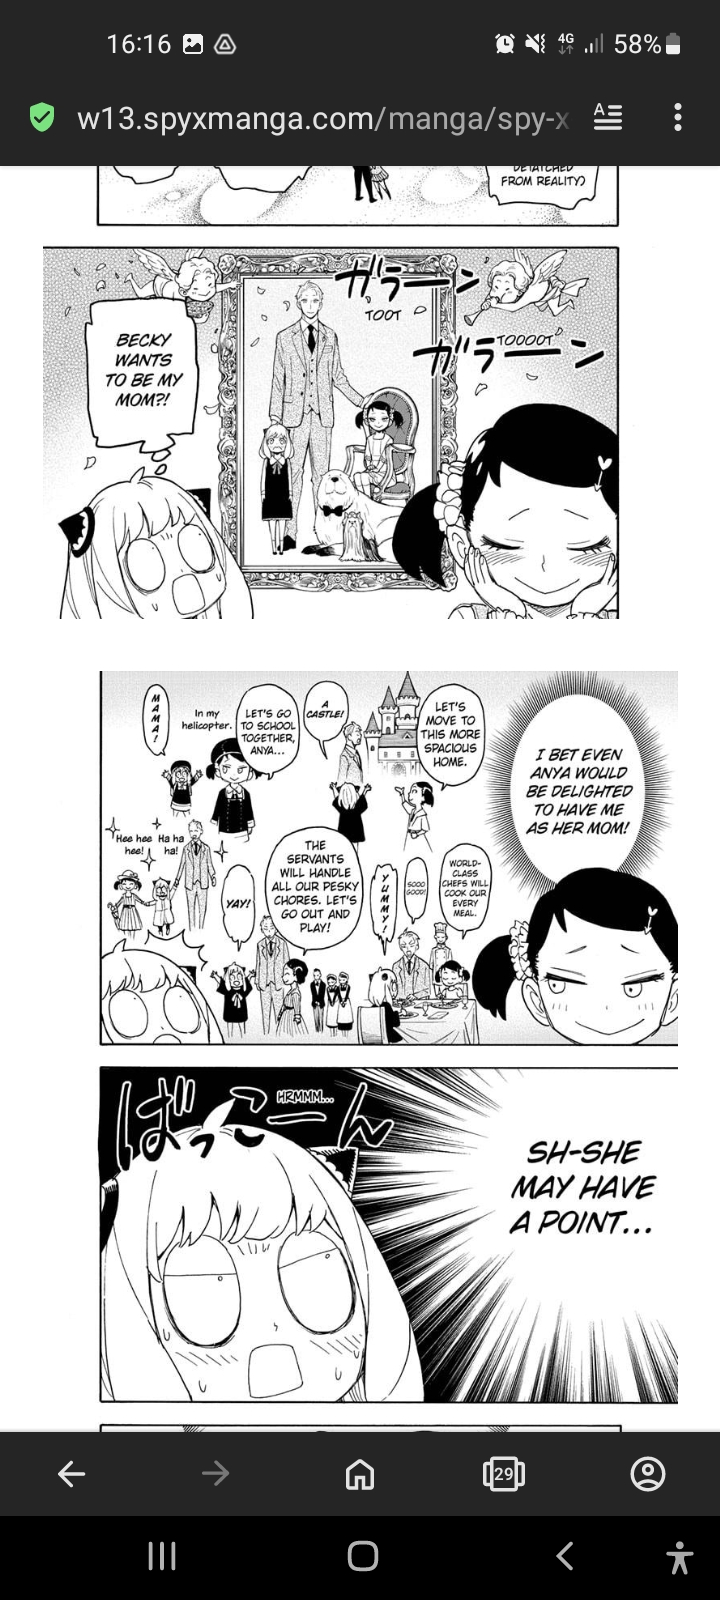 16:16
4G
58%
w13.spyxmanga.com/manga/spy-x
A
DETATCHED
FROM REALITY)
ガラーン
TOOT
ガラーン
TOOOOT
BECKY
WANTS
TO BE MY
MOM?!
LET'S
MOVE TO
THIS MORE
SPACIOUS
HOME.
A
CASTLE!
LET'S GO
TO SCHOOL
TOGETHER,
ANYA...
In my
helicopter.
MAMA!
I BET EVEN
ANYA WOULD
BE DELIGHTED
TO HAVE ME
AS HER MOM!
WORLD-
CLASS
CHEFS WILL
COOK OUR
EVERY
MEAL.
SOOO
GOOD!
YUMMY!
THE
SERVANTS
WILL HANDLE
ALL OUR PESKY
CHORES. LET'S
GO OUT AND
PLAY!
YAY!
Ha ha
ha!
Hee hee
hee!
ばっこーん
HRMMM...
SH-SHE
MAY HAVE
A POINT...
29